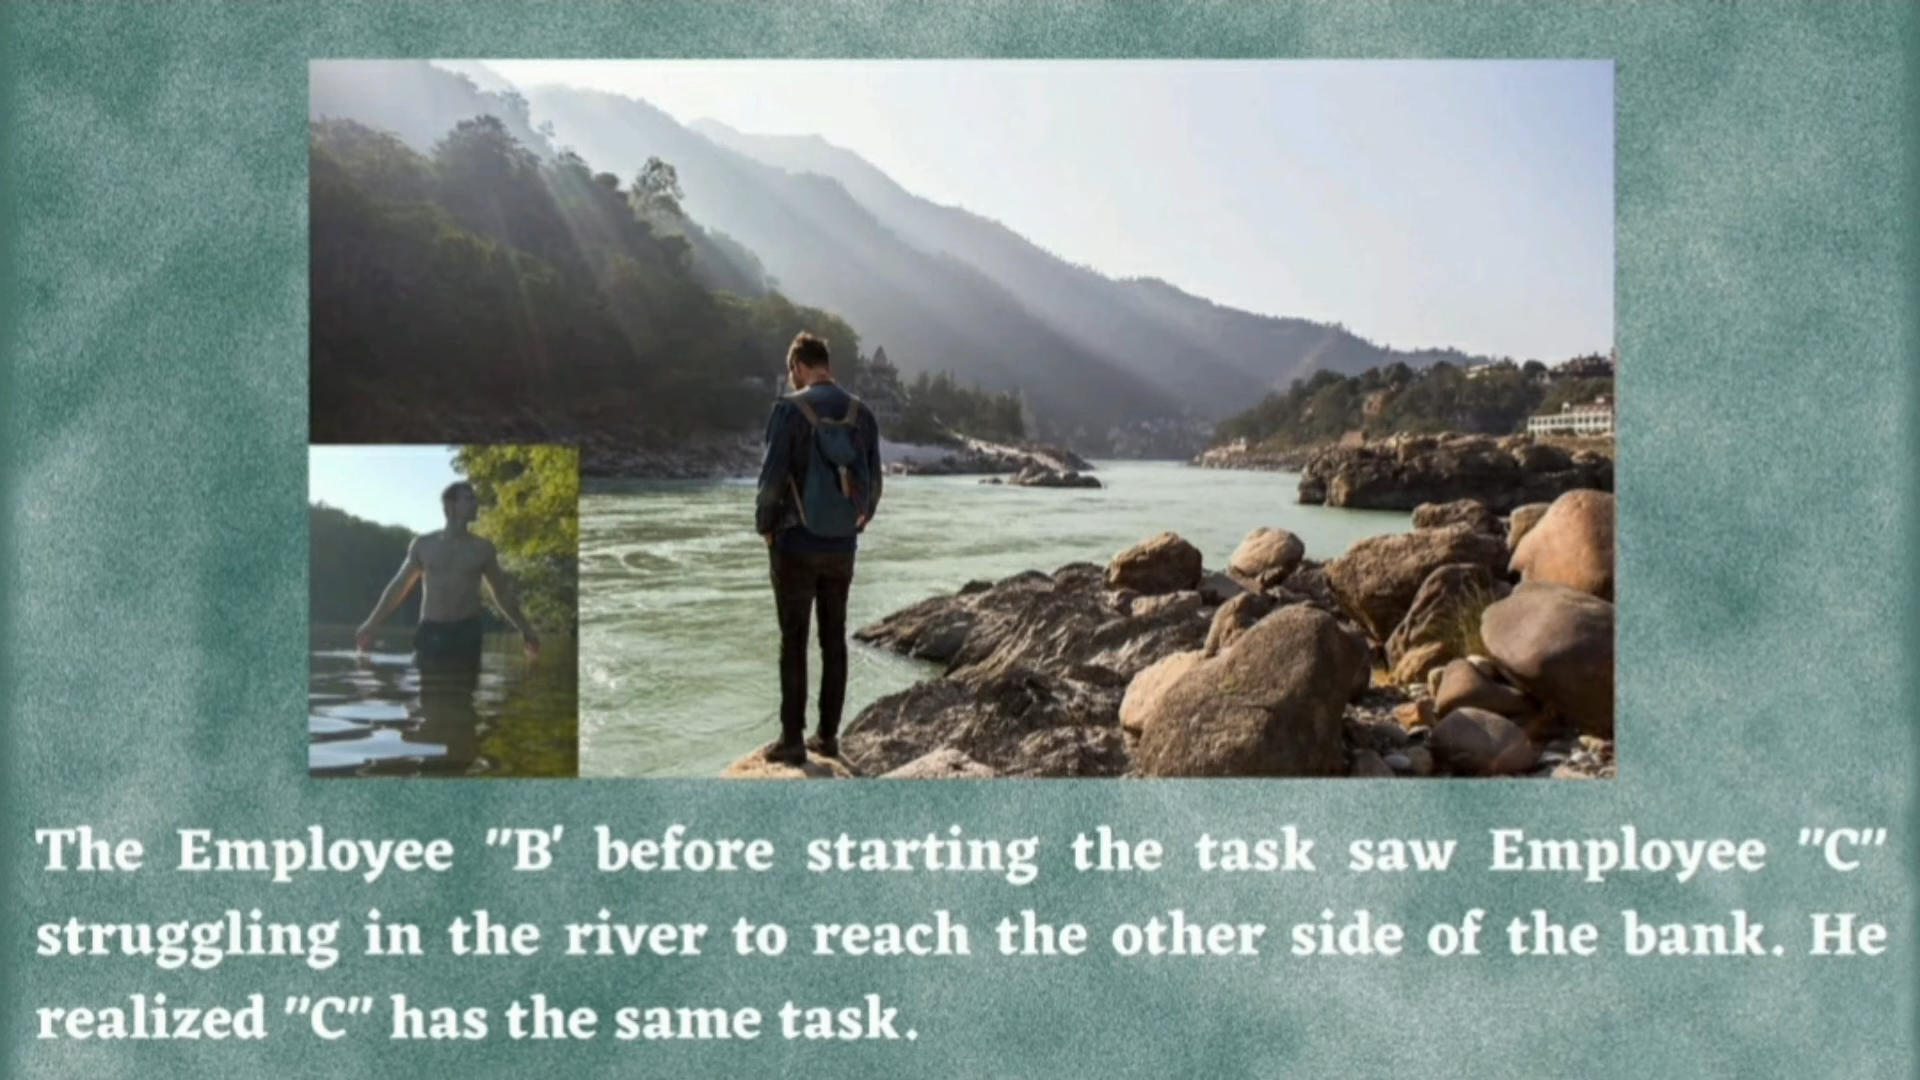 The Employee "B' before starting the task saw Employee "C"
struggling in the river to reach the other side of the bank. He
realized "C" has the same task.